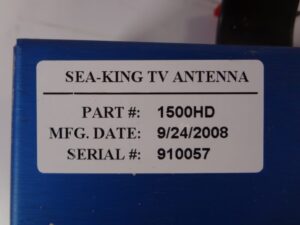 SEA-KING TV ANTENNA
PART #: 1500HD
MFG. DATE: 9/24/2008
SERIAL #: 910057